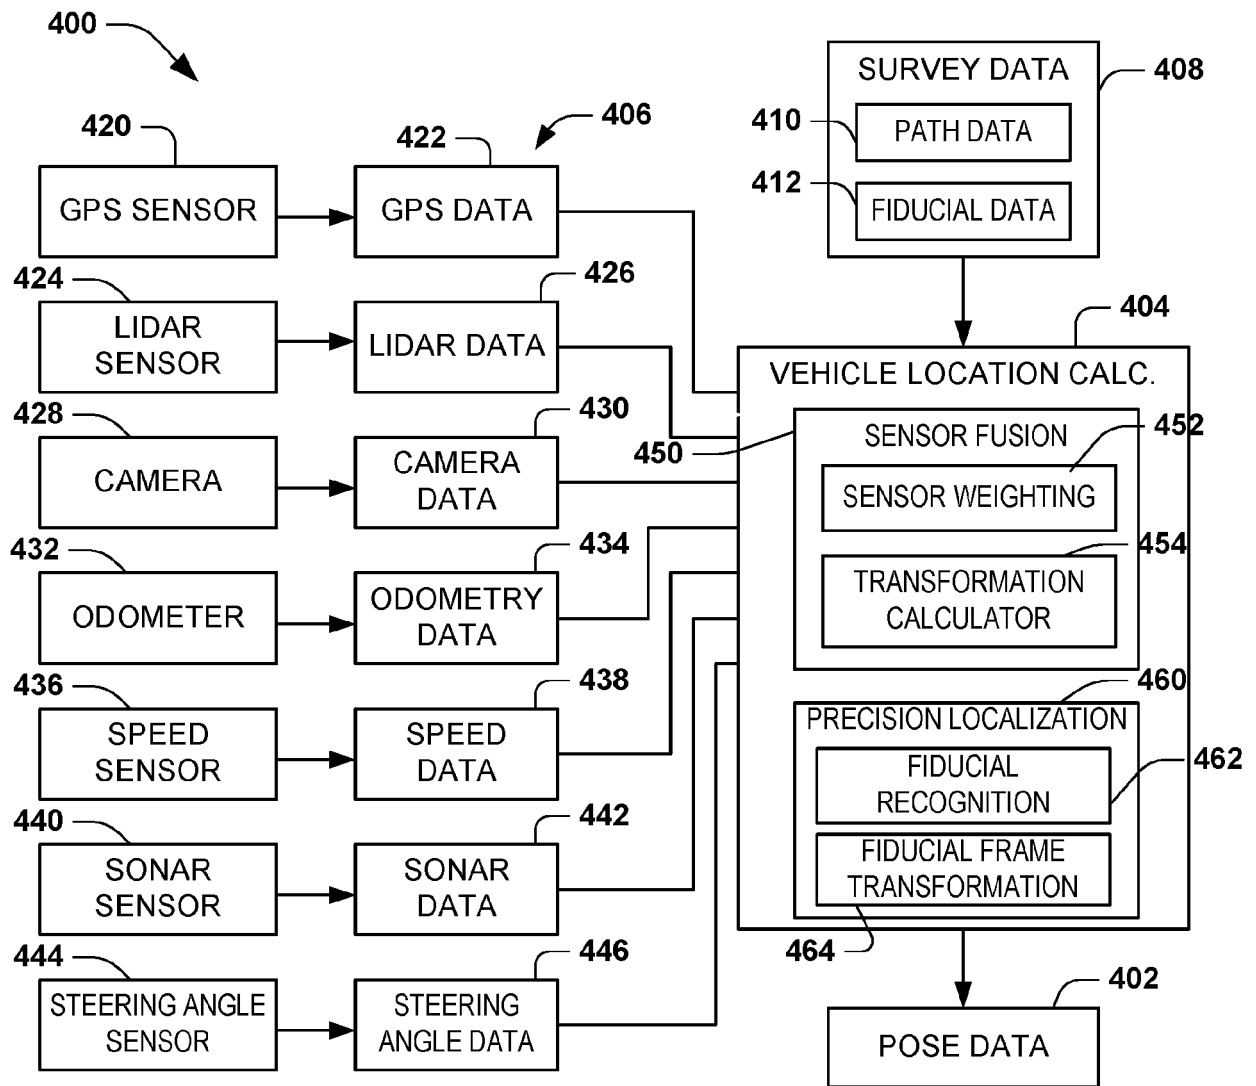 400
420
GPS SENSOR
422
GPS DATA
406
424
LIDAR
SENSOR
426
LIDAR DATA
428
CAMERA
430
CAMERA
DATA
432
ODOMETER
434
ODOMETRY
DATA
436
SPEED
SENSOR
438
SPEED
DATA
440
SONAR
SENSOR
442
SONAR
DATA
444
STEERING ANGLE
SENSOR
446
STEERING
ANGLE DATA
SURVEY DATA
408
410
PATH DATA
412
FIDUCIAL DATA
404
VEHICLE LOCATION CALC.
450
SENSOR FUSION
452
SENSOR WEIGHTING
454
TRANSFORMATION
CALCULATOR
460
PRECISION LOCALIZATION
FIDUCIAL
RECOGNITION
462
FIDUCIAL FRAME
TRANSFORMATION
464
402
POSE DATA